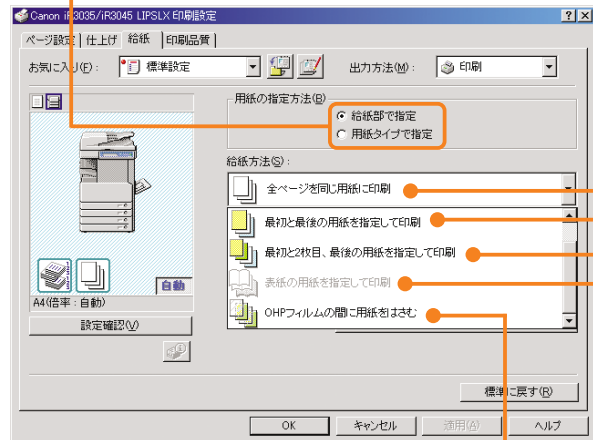 Canon iR3035/iR3045 LIPSLX 印刷設定
ページ設定 仕上げ 給紙 印刷品質
お気に入り(F): 標準設定 出力方法(M): 印刷
用紙の指定方法(P)
給紙部で指定
用紙タイプで指定
給紙方法(S):
全ページを同じ用紙に印刷
最初と最後の用紙を指定して印刷
最初と2枚目、最後の用紙を指定して印刷
表紙の用紙を指定して印刷
OHPフィルムの間に用紙をはさむ
自動
A4(倍率:自動)
設定確認(V)
標準に戻す(R)
OK キャンセル 適用(A) ヘルプ